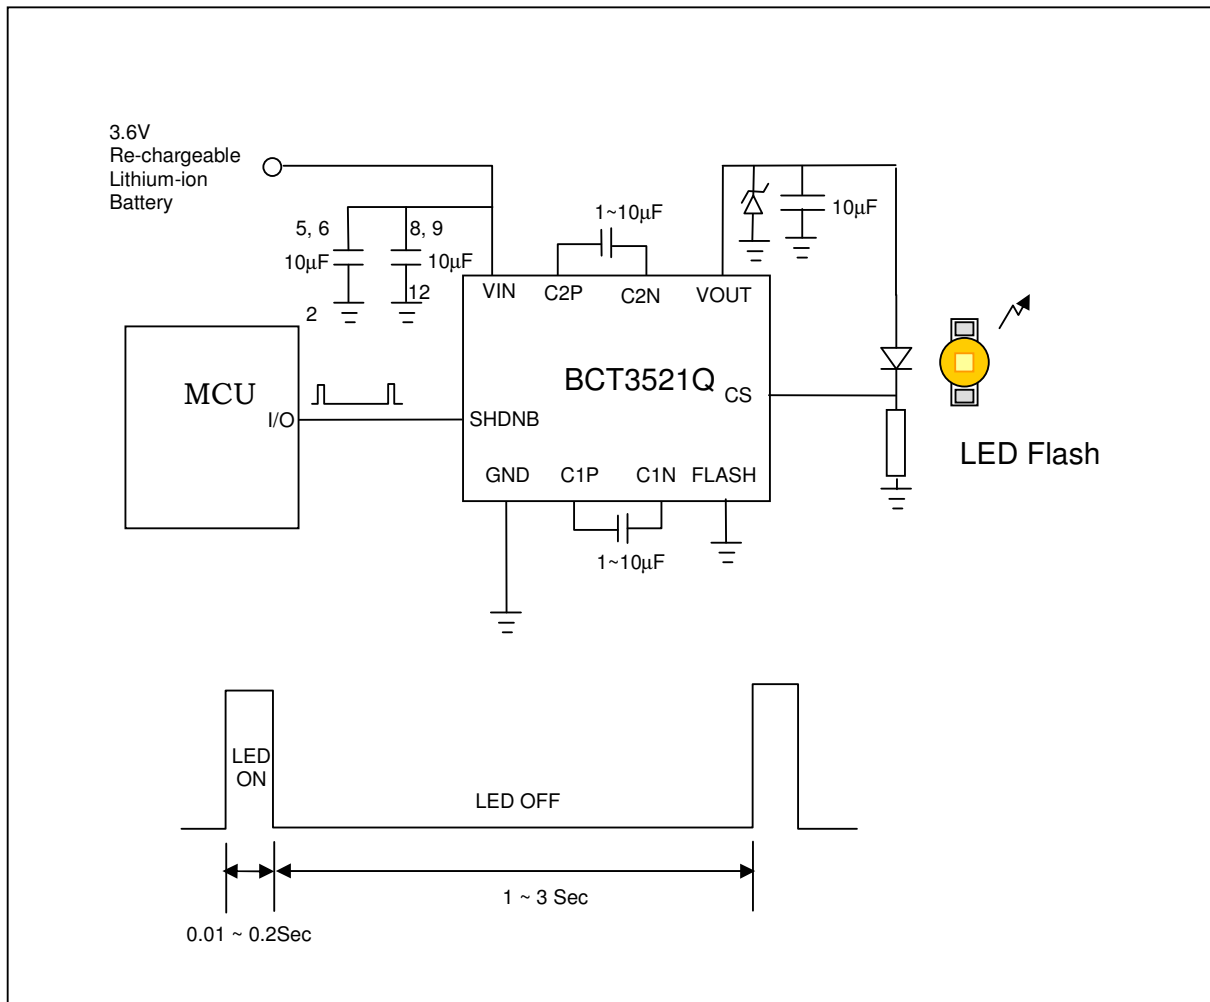 3.6V
Re-chargeable
Lithium-ion
Battery
5, 6
8, 9
10μF
10μF
2
12
1~10μF
10μF
VIN
C2P
C2N
VOUT
MCU
I/O
BCT3521Q
CS
SHDNB
GND
C1P
C1N
FLASH
1~10μF
LED Flash
LED
ON
LED OFF
1 ~ 3 Sec
0.01 ~ 0.2Sec